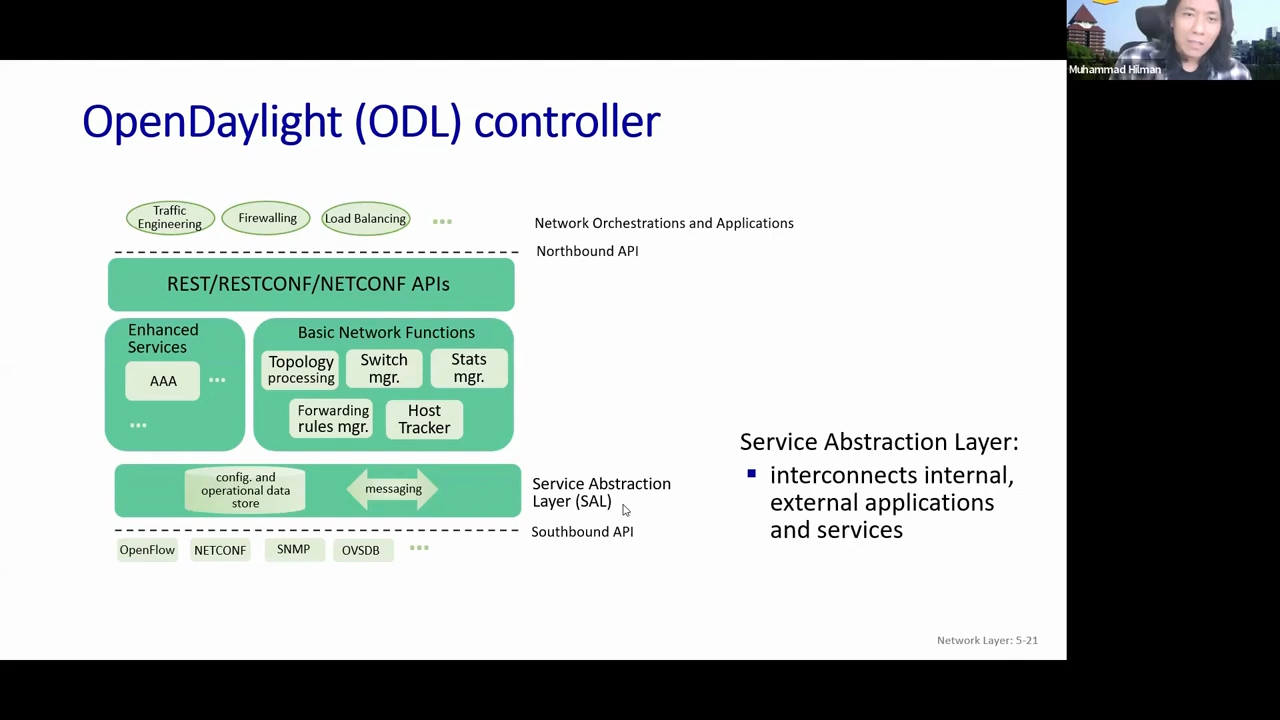 Muhammad Hilman
OpenDaylight (ODL) controller
Traffic
Engineering
Firewalling
Load Balancing
Network Orchestrations and Applications
Northbound API
REST/RESTCONF/NETCONF APIs
Enhanced
Services
AAA
Basic Network Functions
Topology
processing
Switch
mgr.
Stats
mgr.
Forwarding
rules mgr.
Host
Tracker
config. and
operational data
store
messaging
Service Abstraction
Layer (SAL)
Southbound API
OpenFlow
NETCONF
SNMP
OVSDB
Service Abstraction Layer:
interconnects internal,
external applications
and services
Network Layer: 5-21